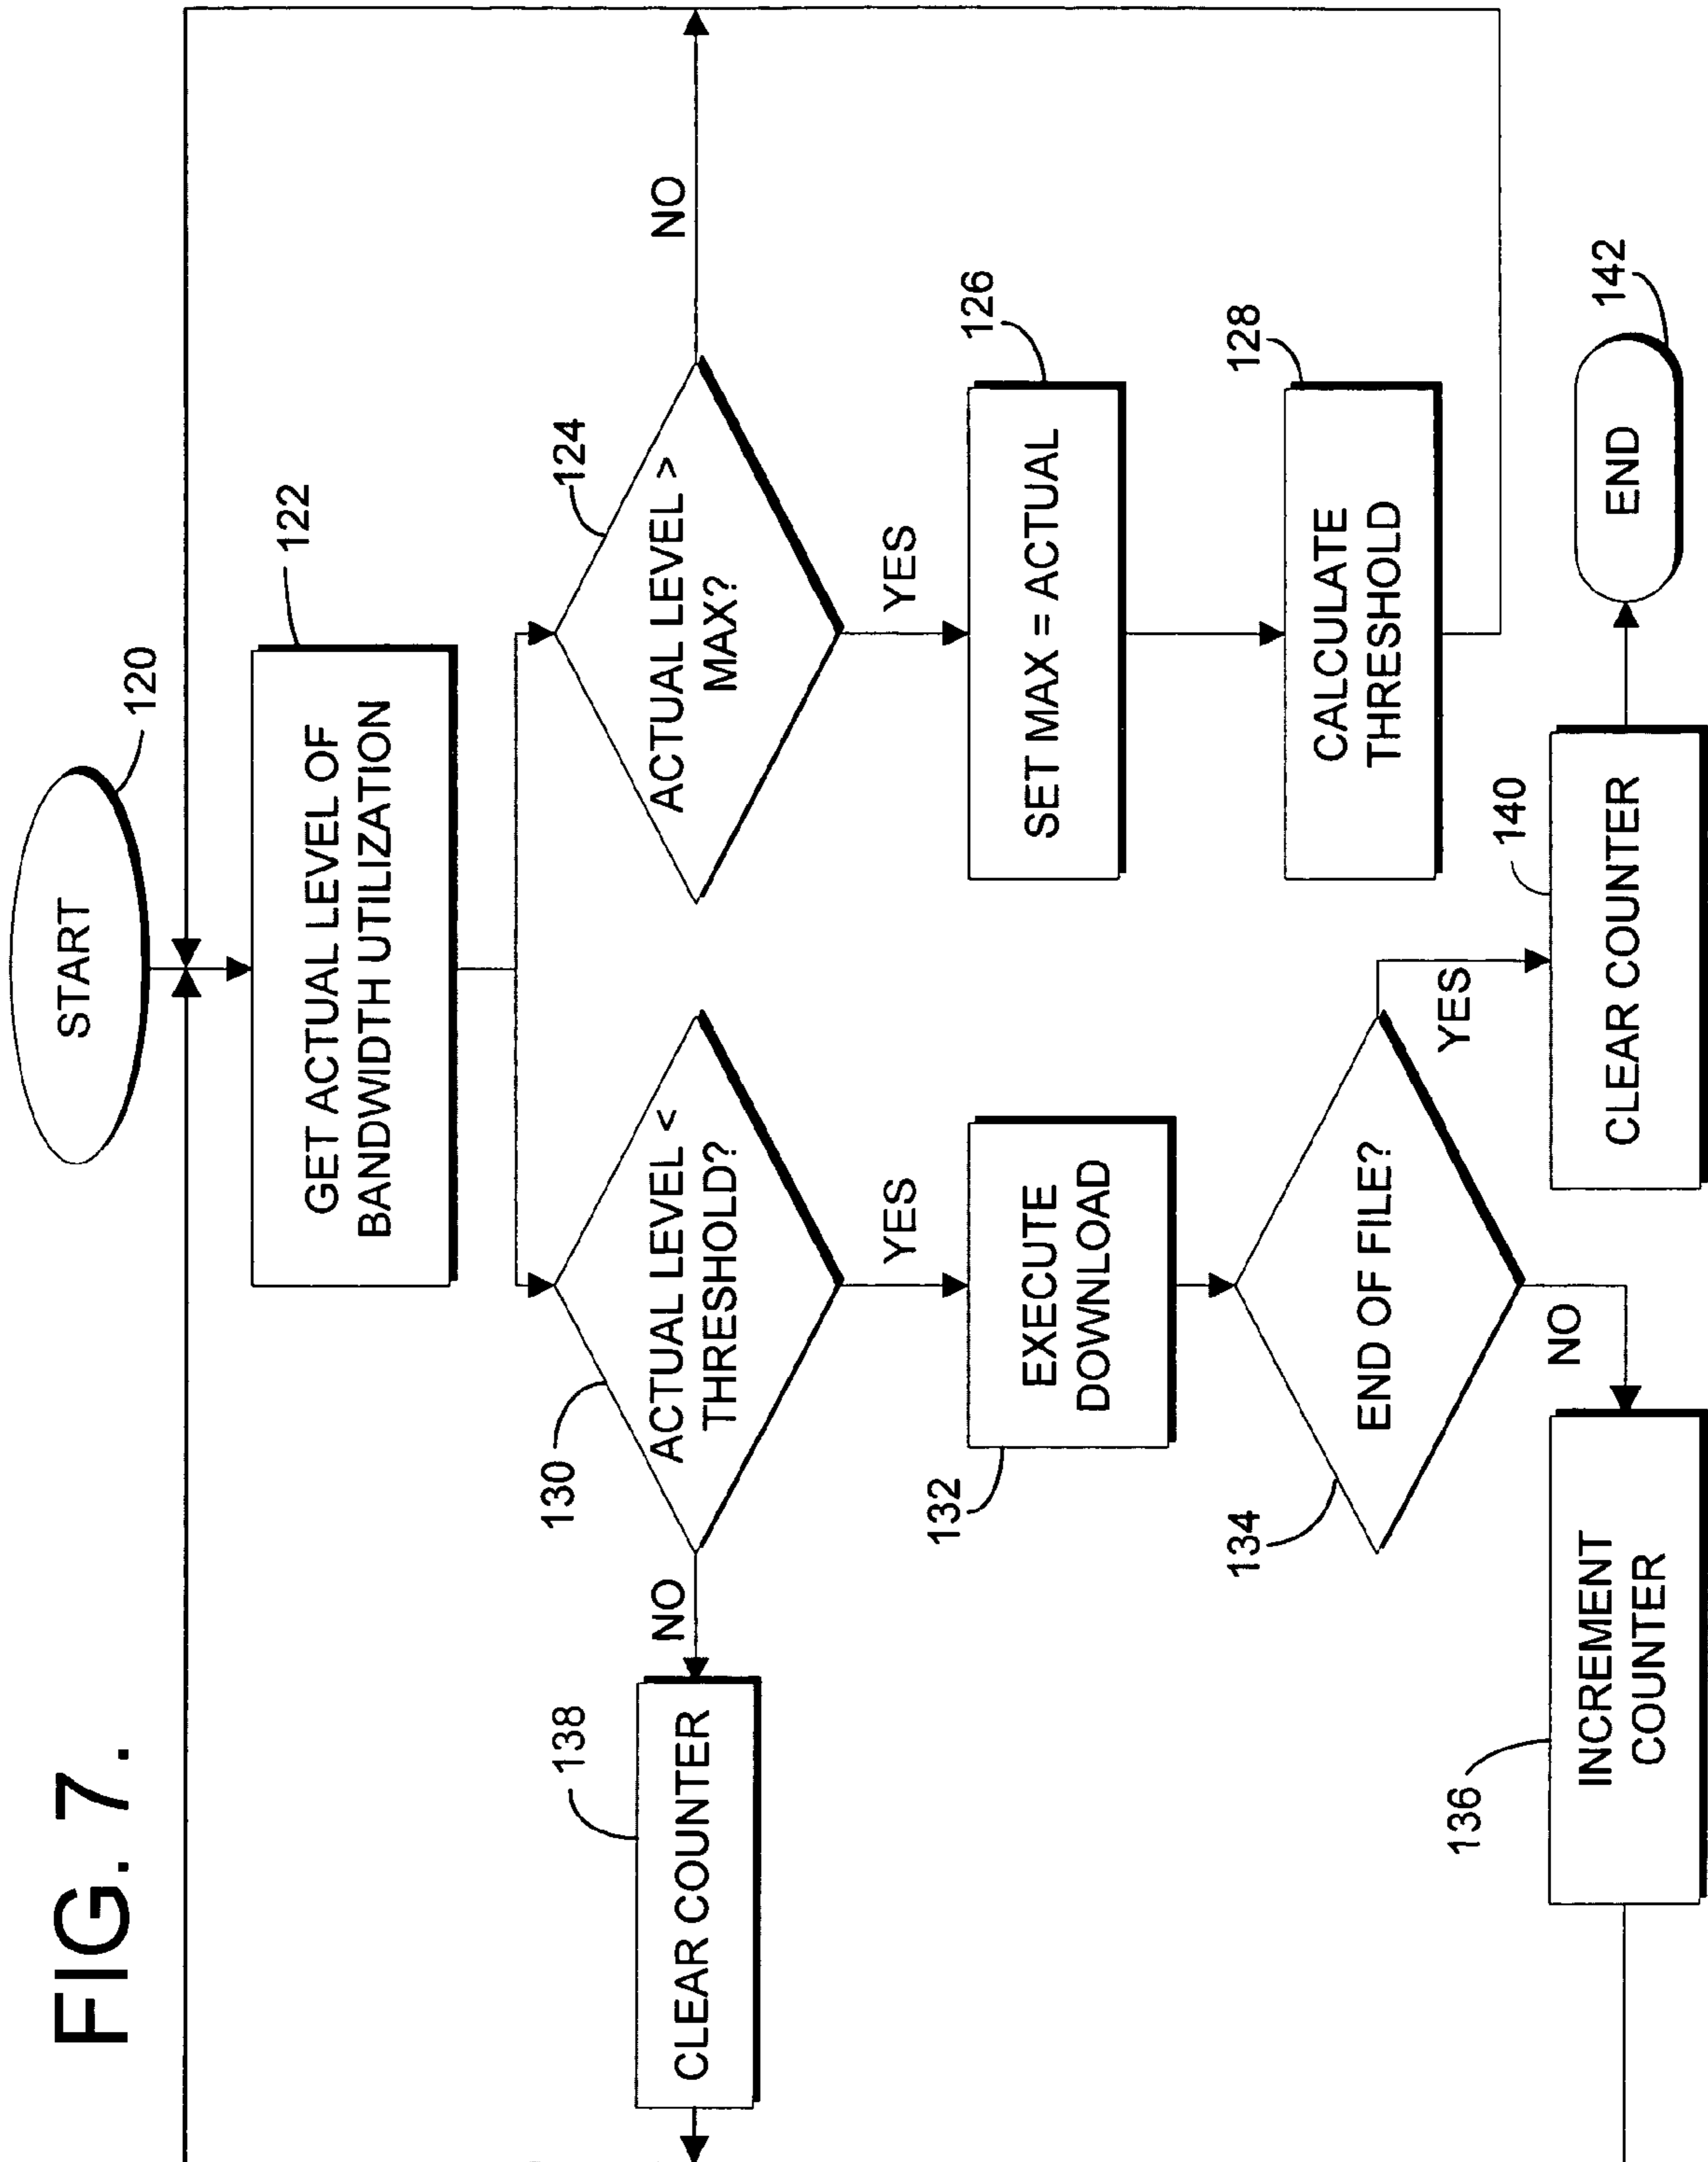 FIG. 7.
START
120
GET ACTUAL LEVEL OF
BANDWIDTH UTILIZATION
122
ACTUAL LEVEL <
THRESHOLD?
130
NO
YES
ACTUAL LEVEL >
MAX?
124
NO
YES
CLEAR COUNTER
138
EXECUTE
DOWNLOAD
132
SET MAX = ACTUAL
126
END OF FILE?
134
YES
NO
CALCULATE
THRESHOLD
128
INCREMENT
COUNTER
136
CLEAR COUNTER
140
END
142